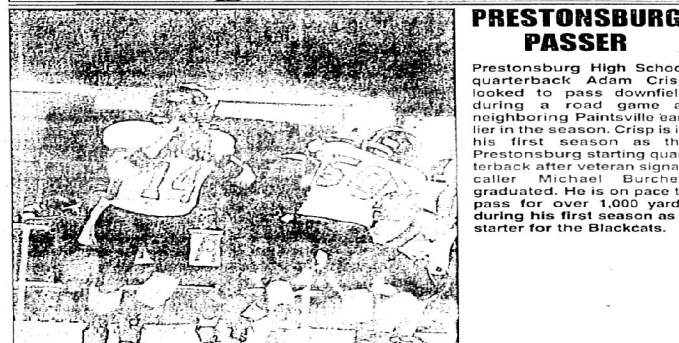 PRESTONSBURG
PASSER
Prestonsburg High Schoo
quarterback Adam Cris
looked to pass downfiel
during a road game a
neighboring Paintsville ear
lier in the season. Crisp is i
his first season as th
Prestonsburg starting quar
terback after veteran signa
caller Michael Burche
graduated. He is on pace t
pass for over 1,000 yard
during his first season as
starter for the Blackcats.
14
55